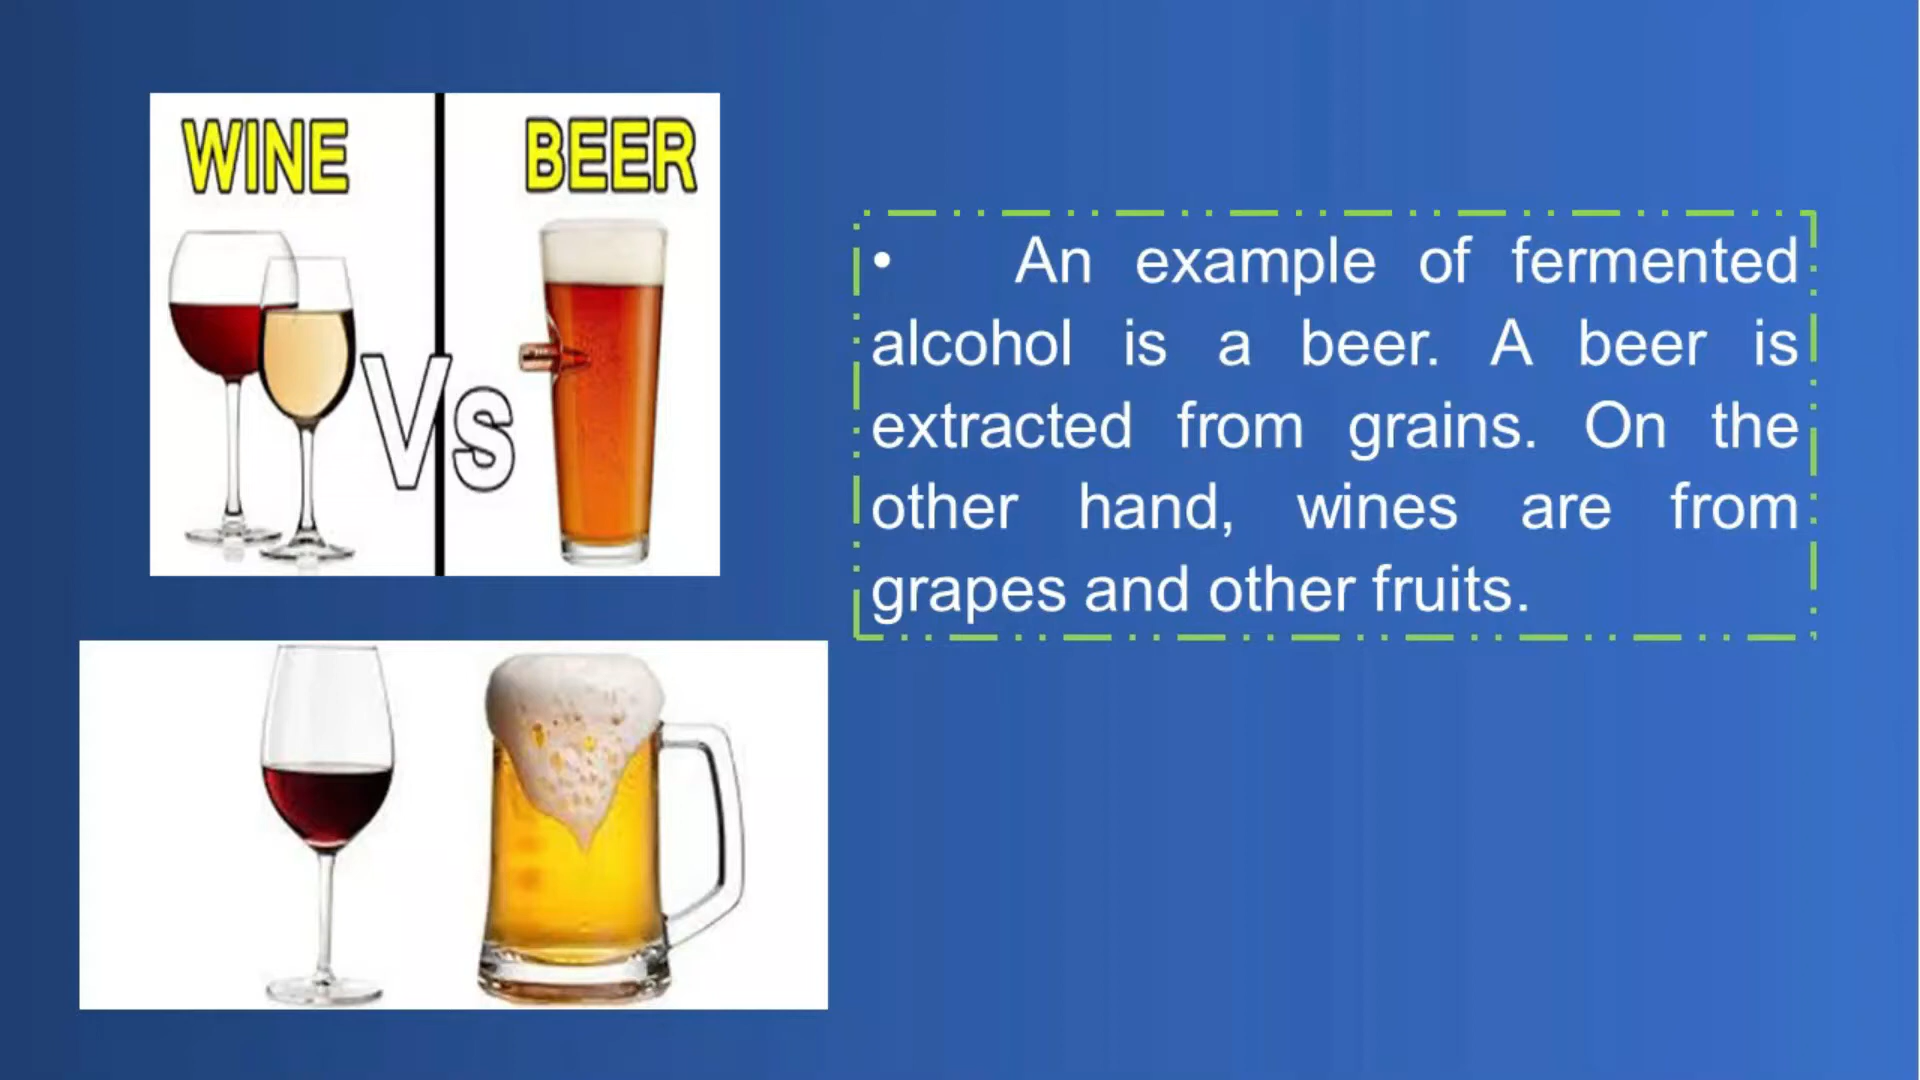 WINE
BEER
Vs
• An example of fermented
alcohol is a beer. A beer is
extracted from grains. On the
other hand, wines are from
grapes and other fruits.